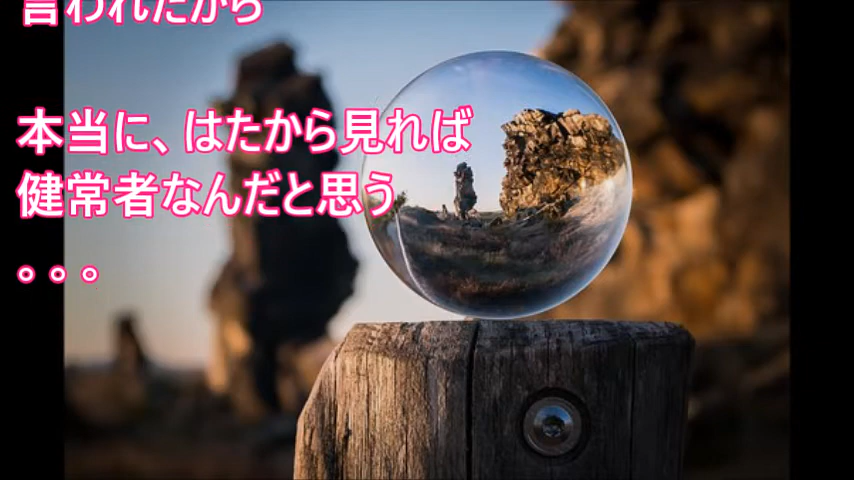 言われたから
本当に、はたから見れば
健常者なんだと思う
。。。